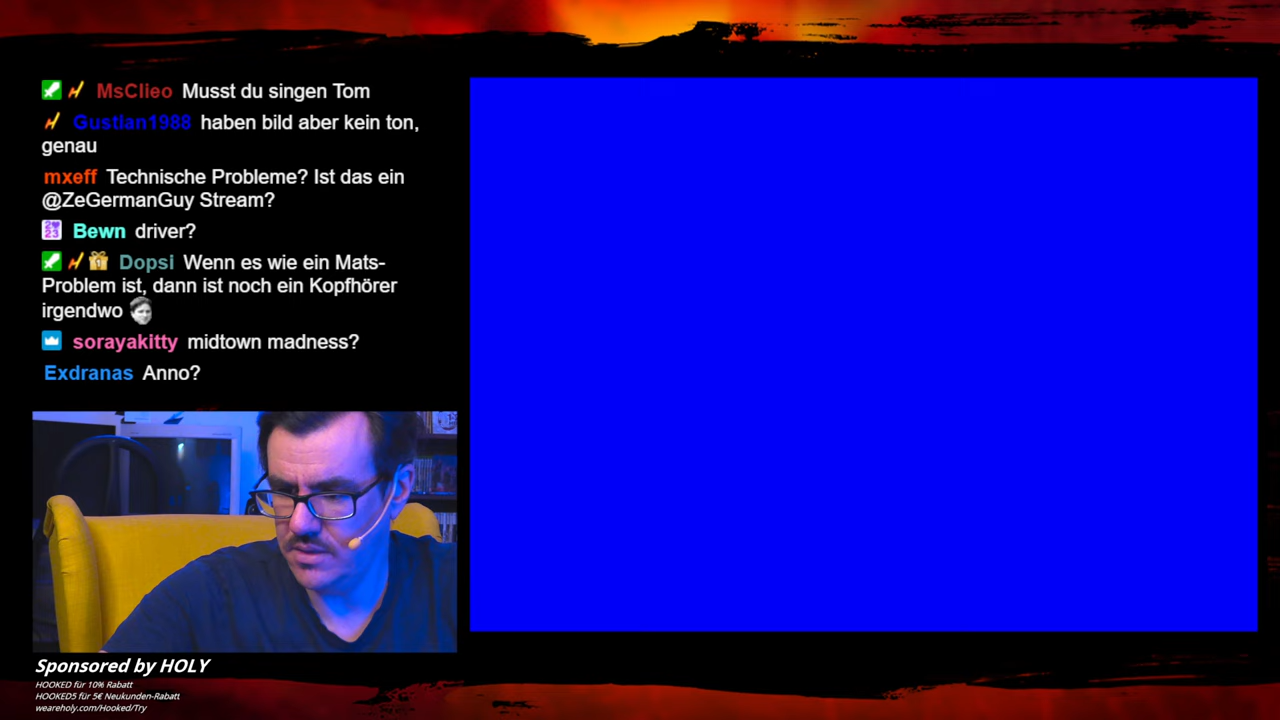 MsClieo Musst du singen Tom
Gustlan1988 haben bild aber kein ton,
genau
mxeff Technische Probleme? Ist das ein
@ZeGermanGuy Stream?
Bewn driver?
Dopsi Wenn es wie ein Mats-
Problem ist, dann ist noch ein Kopfhörer
irgendwo
sorayakitty midtown madness?
Exdranas Anno?
Sponsored by HOLY
HOOKED für 10% Rabatt
HOOKED5 für 5€ Neukunden-Rabatt
weareholy.com/Hooked/Try